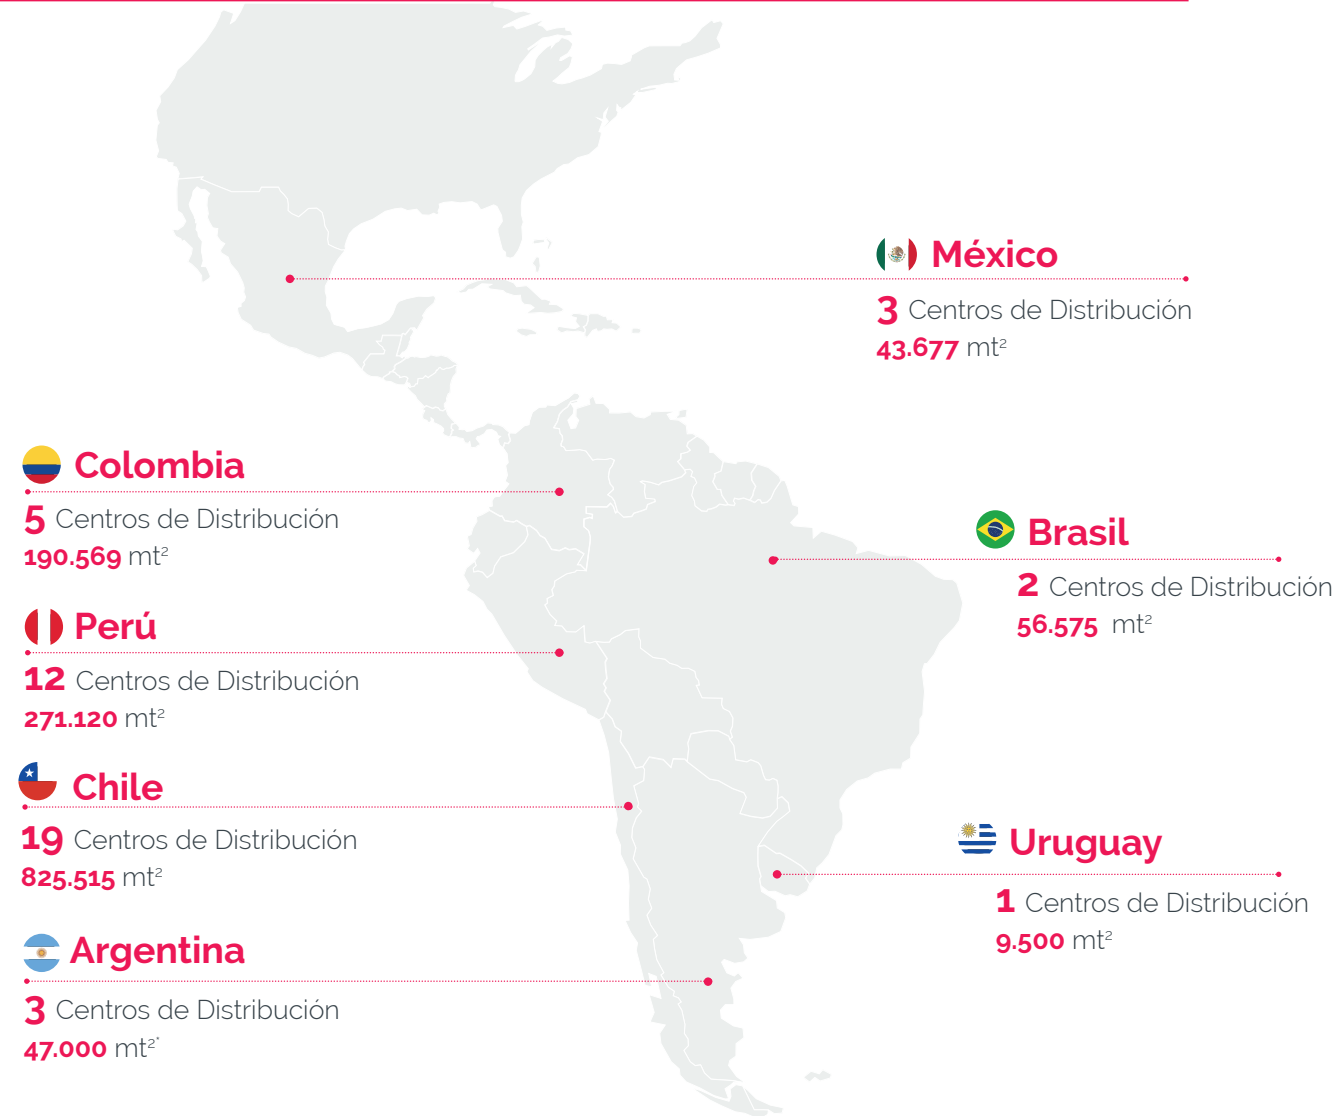 México
3 Centros de Distribución
43.677 mt²
Colombia
5 Centros de Distribución
190.569 mt²
Brasil
2 Centros de Distribución
56.575 mt²
Perú
12 Centros de Distribución
271.120 mt²
Chile
19 Centros de Distribución
825.515 mt²
Uruguay
1 Centros de Distribución
9.500 mt²
Argentina
3 Centros de Distribución
47.000 mt²*